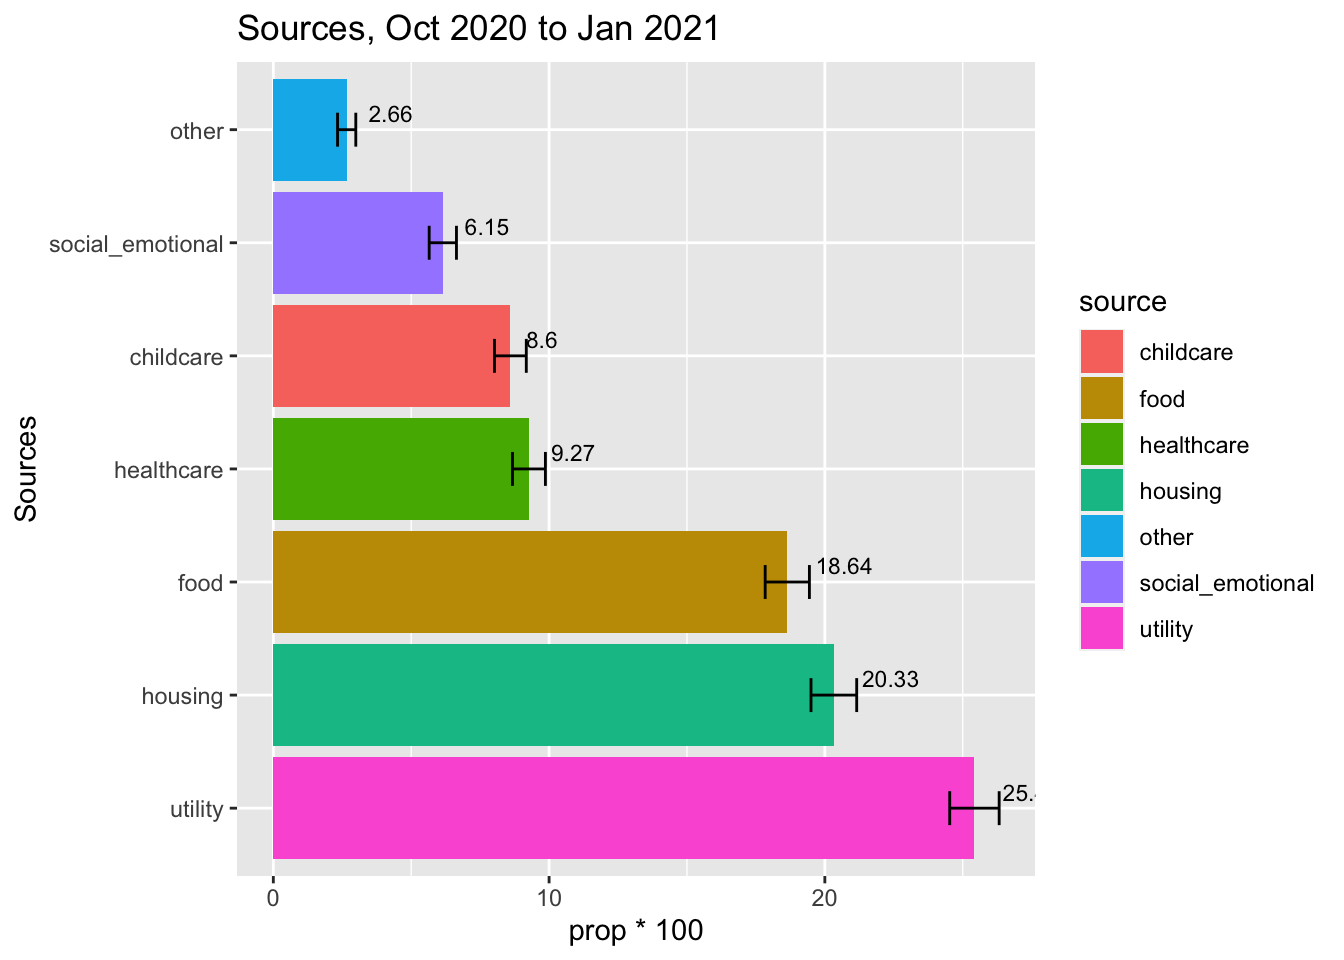 Sources, Oct 2020 to Jan 2021
other
2.66
social_emotional
6.15
childcare
8.6
healthcare
9.27
food
18.64
housing
20.33
utility
0
10
20
prop * 100
Sources
source
childcare
food
healthcare
housing
other
social_emotional
utility